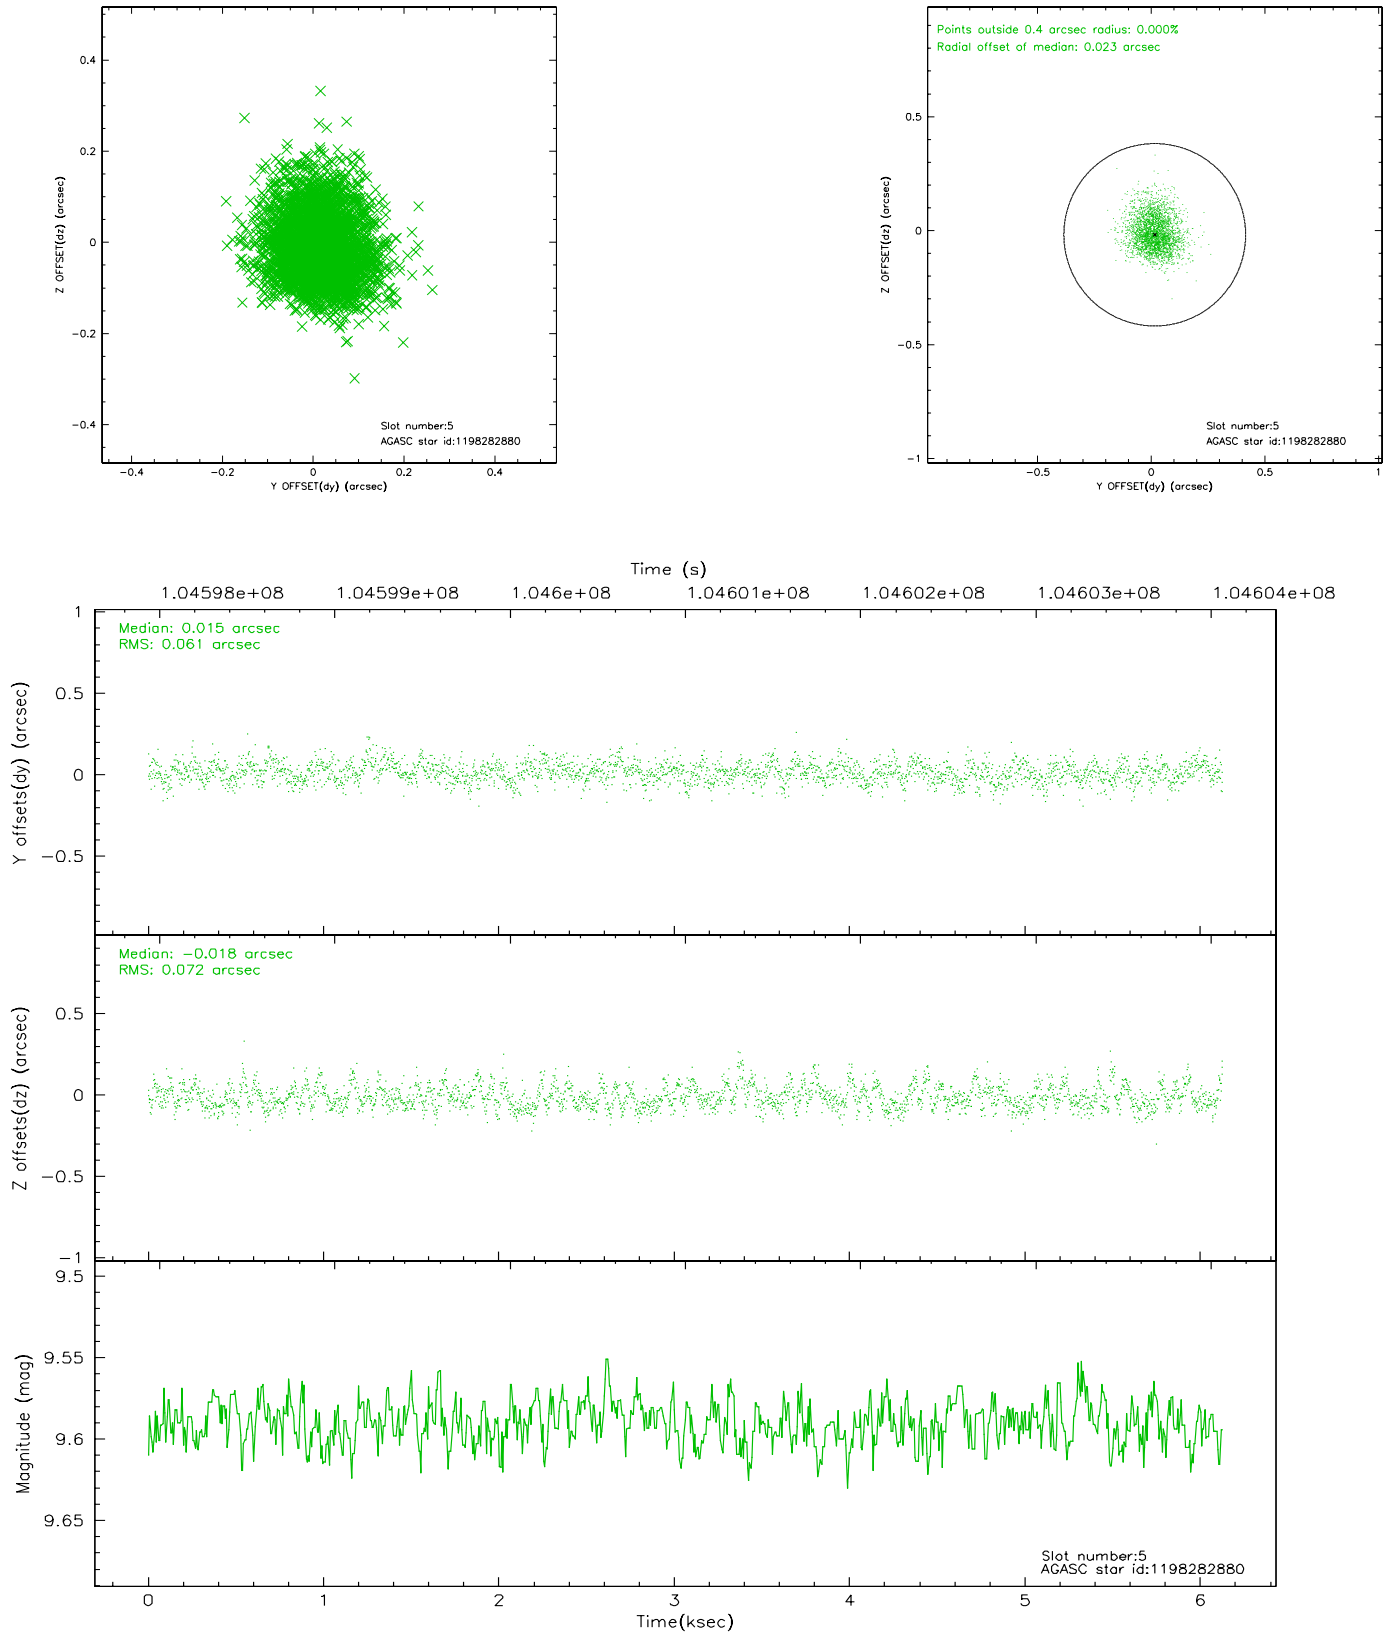 0.4
0.2
0
−0.2
−0.4
Z OFFSET(dz) (arcsec)
Slot number:5
AGASC star id:1198282880
−0.4 −0.2 0 0.2 0.4
Y OFFSET(dy) (arcsec)
Points outside 0.4 arcsec radius: 0.000%
Radial offset of median: 0.023 arcsec
0.5
0
−0.5
−1
Z OFFSET(dz) (arcsec)
Slot number:5
AGASC star id:1198282880
−0.5 0 0.5 1
Y OFFSET(dy) (arcsec)
Time (s)
1.04598e+08 1.04599e+08 1.046e+08 1.04601e+08 1.04602e+08 1.04603e+08 1.04604e+08
Median: 0.015 arcsec
RMS: 0.061 arcsec
1
0.5
0
−0.5
Y offsets(dy) (arcsec)
Median: −0.018 arcsec
RMS: 0.072 arcsec
0.5
0
−0.5
−1
Z offsets(dz) (arcsec)
9.5
9.55
9.6
9.65
Magnitude (mag)
Slot number:5
AGASC star id:1198282880
0 1 2 3 4 5 6
Time(ksec)